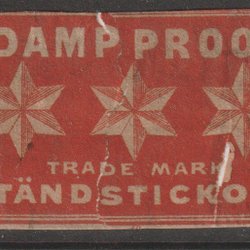 DAMP PROO
TRADE MARK
TÄNDSTICKO